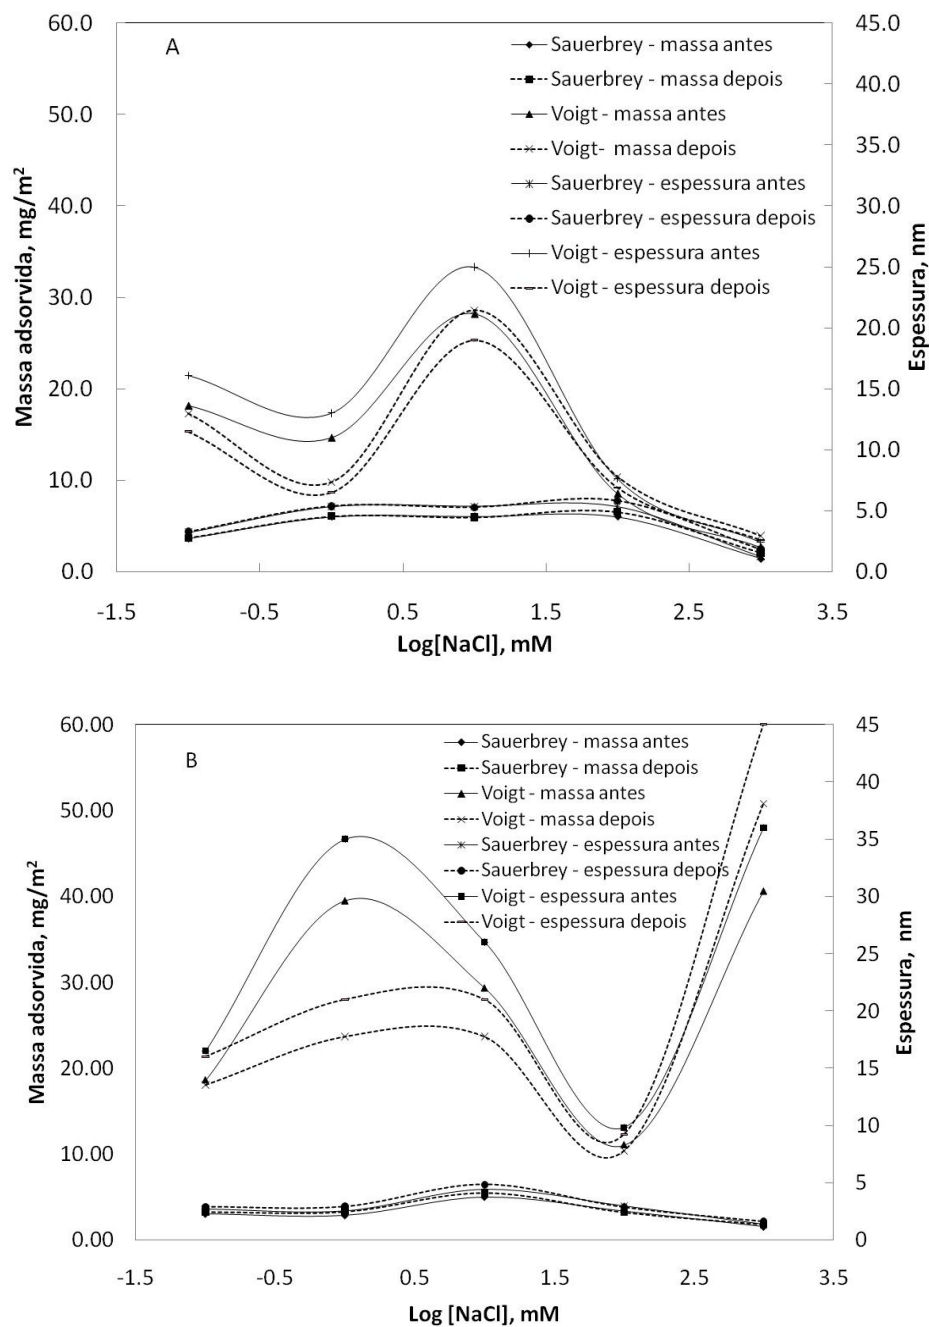 A
60.0
50.0
40.0
30.0
20.0
10.0
0.0
Massa adsorvida, mg/m²
45.0
40.0
35.0
30.0
25.0
20.0
15.0
10.0
5.0
0.0
Espessura, nm
Sauerbrey - massa antes
Sauerbrey - massa depois
Voigt - massa antes
Voigt- massa depois
Sauerbrey - espessura antes
Sauerbrey - espessura depois
Voigt - espessura antes
Voigt - espessura depois
-1.5 -0.5 0.5 1.5 2.5 3.5
Log[NaCl], mM
B
60.00
50.00
40.00
30.00
20.00
10.00
0.00
Massa adsorvida, mg/m²
45
40
35
30
25
20
15
10
5
0
Espessura, nm
Sauerbrey - massa antes
Sauerbrey - massa depois
Voigt - massa antes
Voigt - massa depois
Sauerbrey - espessura antes
Sauerbrey - espessura depois
Voigt - espessura antes
Voigt - espessura depois
-1.5 -0.5 0.5 1.5 2.5 3.5
Log [NaCl], mM